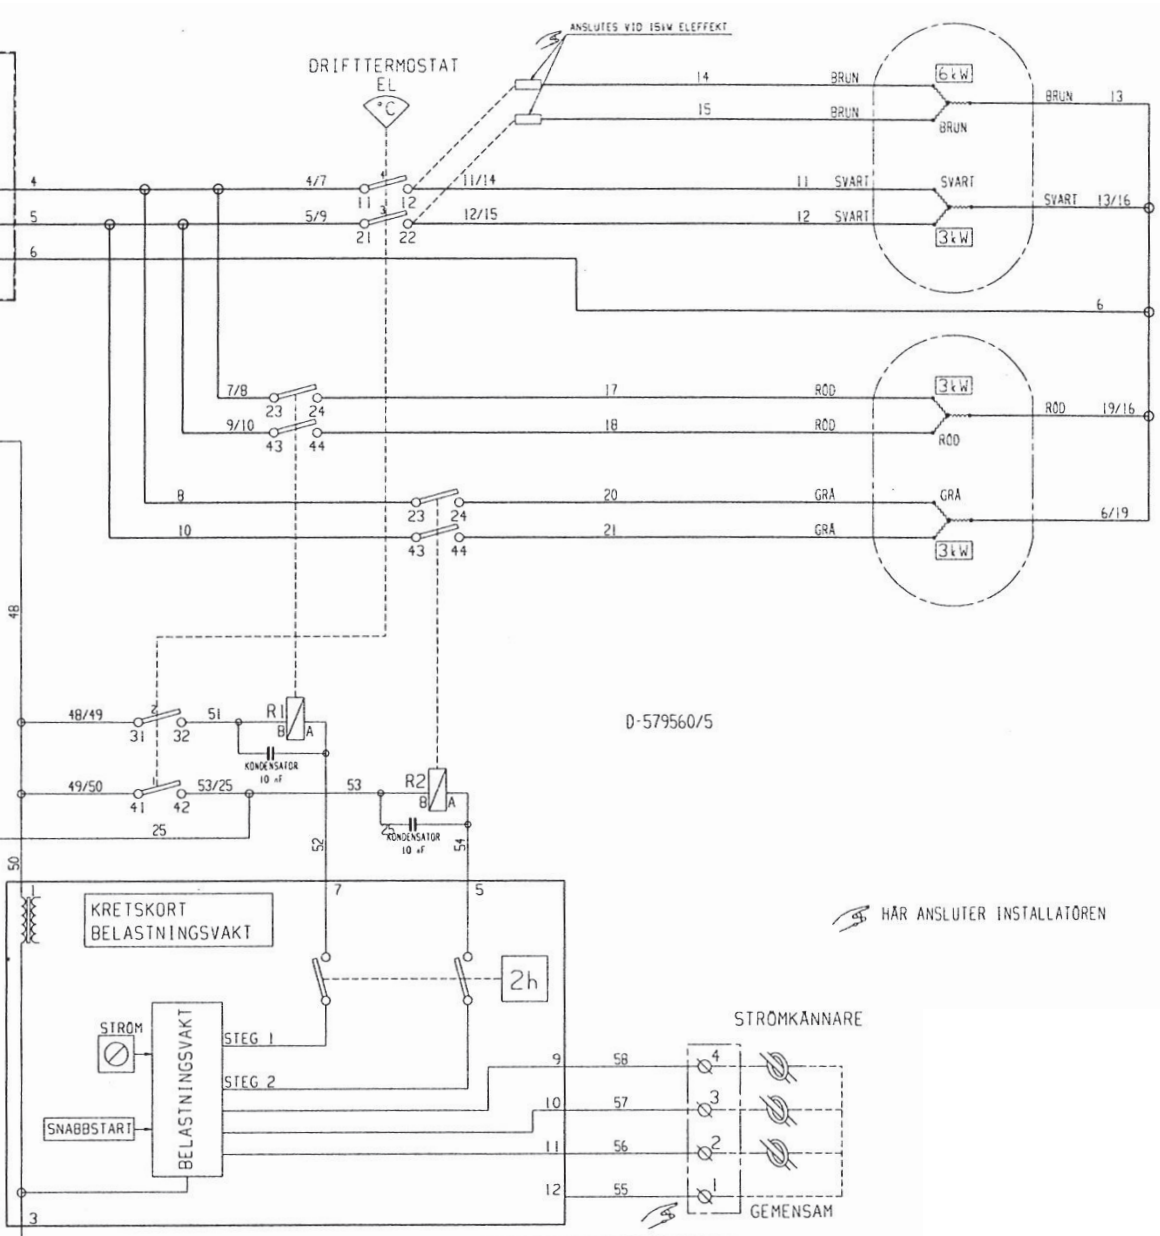 ANSLUTES VID 15kW ELEFFEKT
DRIFTTERMOSTAT
EL
°C
14 BRUN 6kW
BRUN 13
15 BRUN
BRUN
4 4/7 4 11/14 11 SVART SVART
11 12
SVART 13/16
5 5/9 3 12/15 12 SVART
21 22
3kW
6
6
7/8 17 RÖD 3kW
23 24
RÖD 19/16
9/10 18 RÖD
43 44
RÖD
8 20 GRÅ GRÅ
23 24
6/19
10 21 GRÅ
43 44
3kW
48
48/49 2 51 R1
31 32 B A
KONDENSATOR
10 nF
D-579560/5
49/50 1 53/25 53 R2
41 42 B A
25 25
KONDENSATOR
10 nF
52 54
50
1 7 5
KRETSKORT
BELASTNINGSVAKT
HÄR ANSLUTER INSTALLATÖREN
2h
STRÖMKÄNNARE
STRÖM
BELASTNINGSVAKT
STEG 1
STEG 2
SNABBSTART
9 58 4
10 57 3
11 56 2
12 55 1
GEMENSAM
3